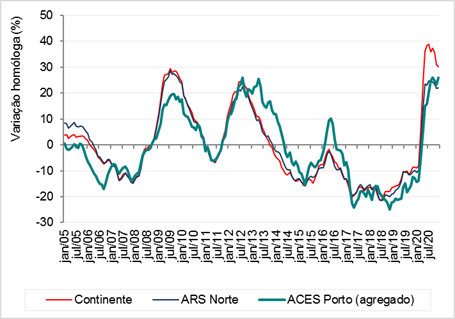 Variação homóloga (%)
50
40
30
20
10
0
-10
-20
-30
jan/05
jul/05
jan/06
jul/06
jan/07
jul/07
jan/08
jul/08
jan/09
jul/09
jan/10
jul/10
jan/11
jul/11
jan/12
jul/12
jan/13
jul/13
jan/14
jul/14
jan/15
jul/15
jan/16
jul/16
jan/17
jul/17
jan/18
jul/18
jan/19
jul/19
jan/20
jul/20
Continente
ARS Norte
ACES Porto (agregado)